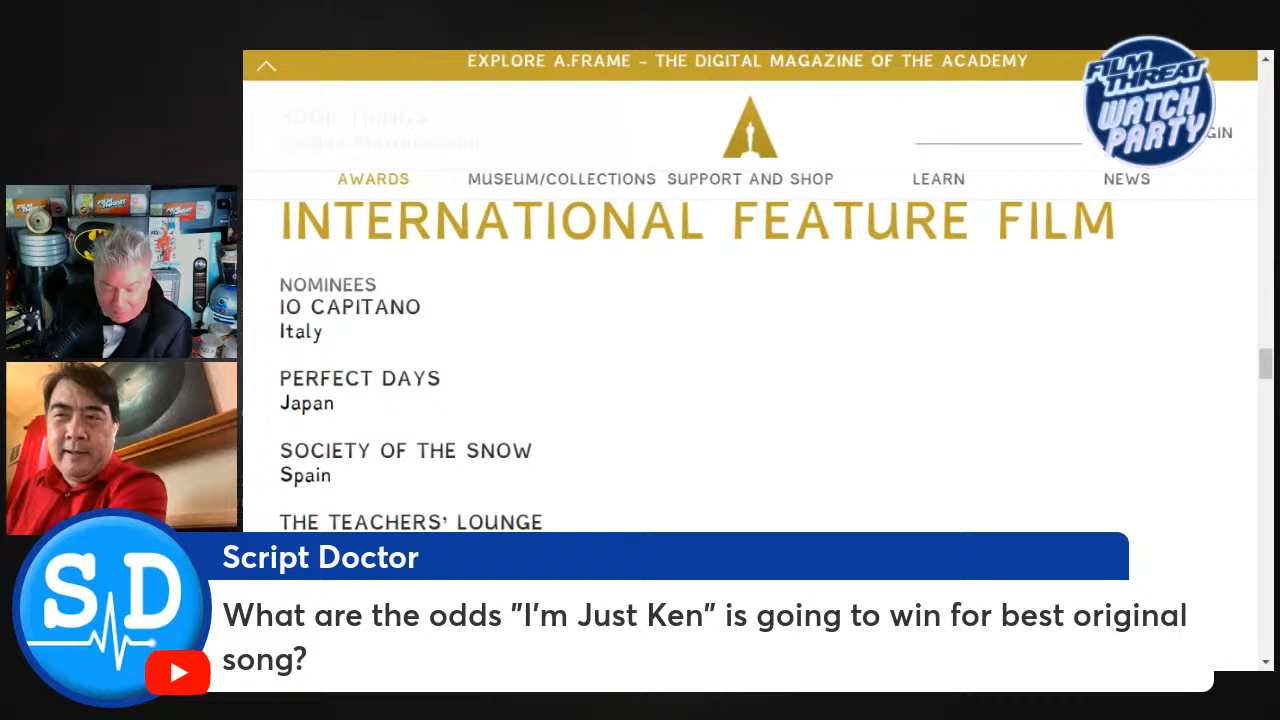 EXPLORE A.FRAME - THE DIGITAL MAGAZINE OF THE ACADEMY
FILM THREAT
WATCH PARTY
GIN
AWARDS MUSEUM/COLLECTIONS SUPPORT AND SHOP LEARN NEWS
INTERNATIONAL FEATURE FILM
NOMINEES
IO CAPITANO
Italy
PERFECT DAYS
Japan
SOCIETY OF THE SNOW
Spain
THE TEACHERS' LOUNGE
SD
Script Doctor
What are the odds "I'm Just Ken" is going to win for best original
song?